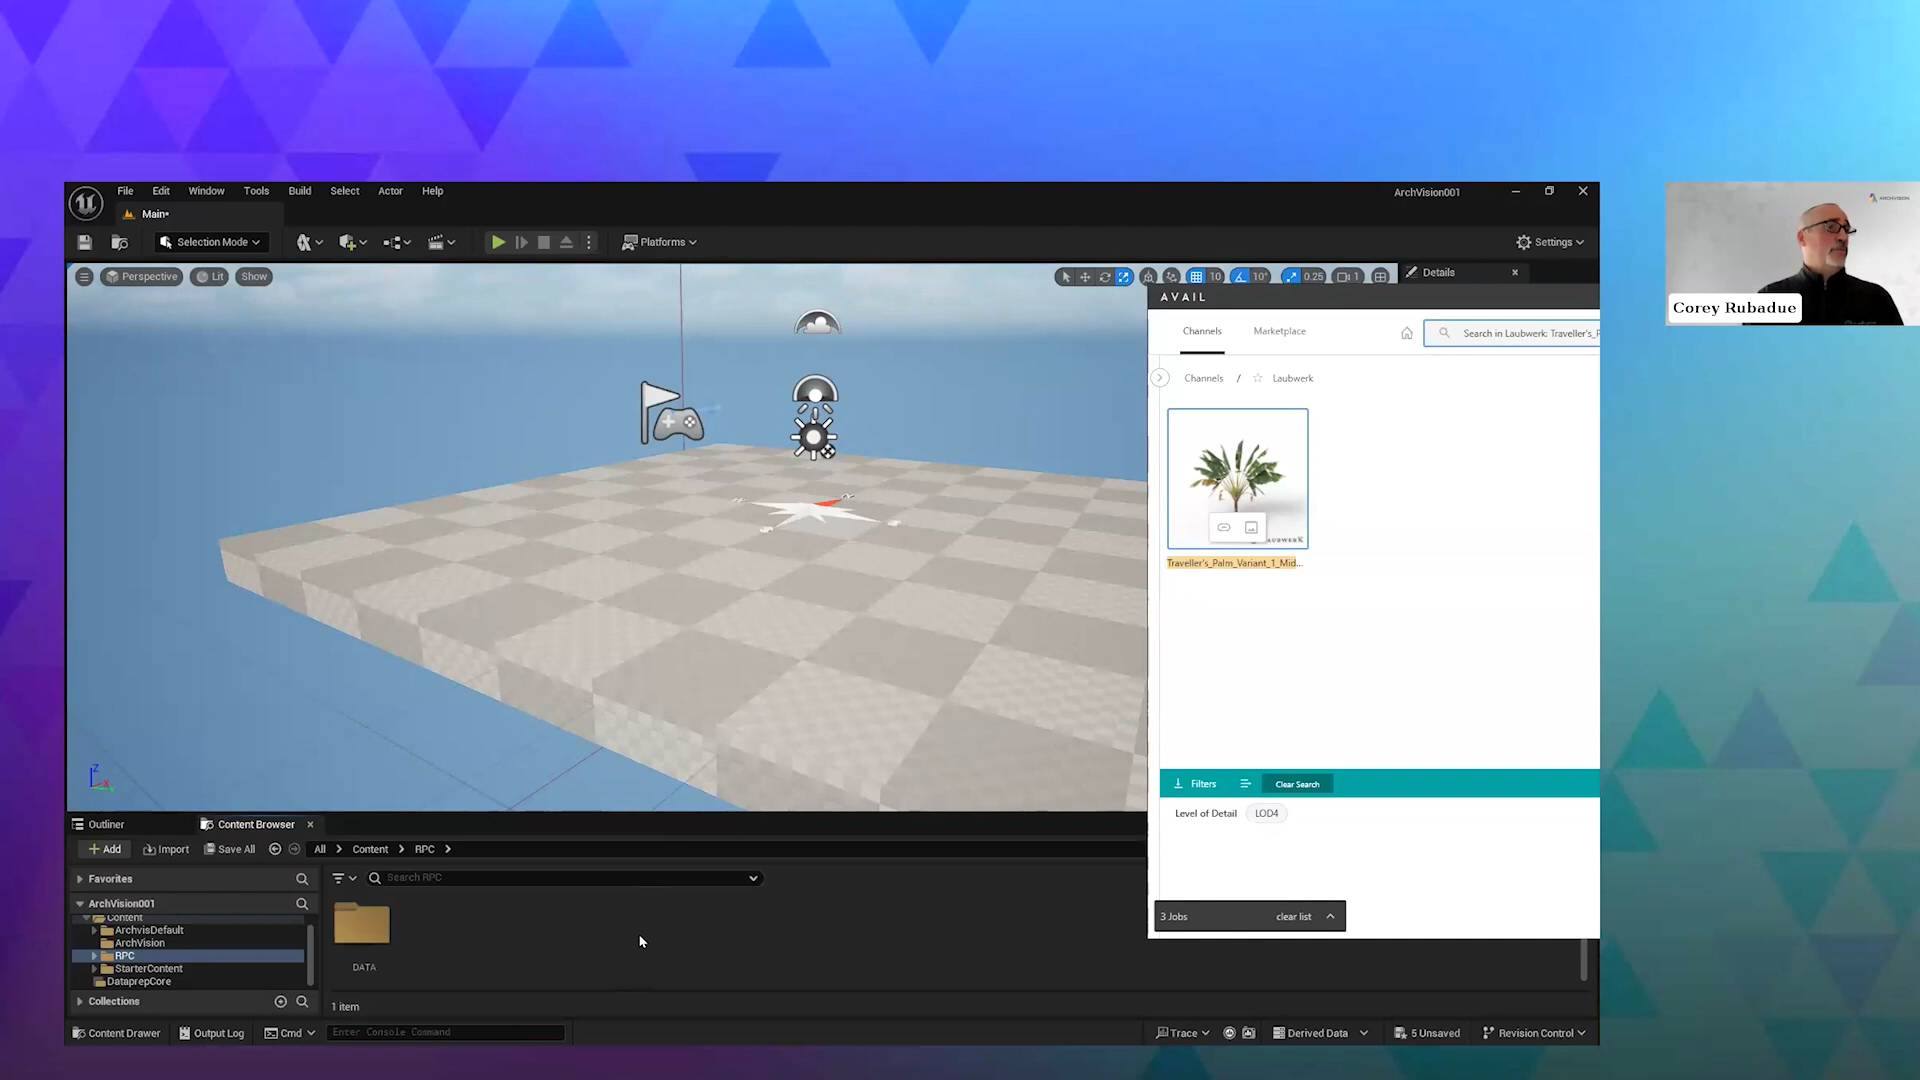 File Edit Window Tools Build Select Actor Help
ArchVision001
Main*
Selection Mode
Platforms
Settings
Perspective
Lit
Show
10
10°
0.25
1
Details
AVAIL
Channels
Marketplace
Search in Laubwerk: Traveller's_P
Channels / Laubwerk
Traveller's_Palm_Variant_1_Mid...
Filters
Clear Search
Level of Detail LOD4
3 Jobs
clear list
ARCHVISION
Corey Rubadue
Z
Outliner
Content Browser
Add
Import
Save All
All > Content > RPC >
Favorites
Search RPC
ArchVision001
Content
ArchvisDefault
ArchVision
RPC
StarterContent
DataprepCore
Collections
DATA
1 item
Content Drawer
Output Log
Cmd
Enter Console Command
Trace
Derived Data
5 Unsaved
Revision Control